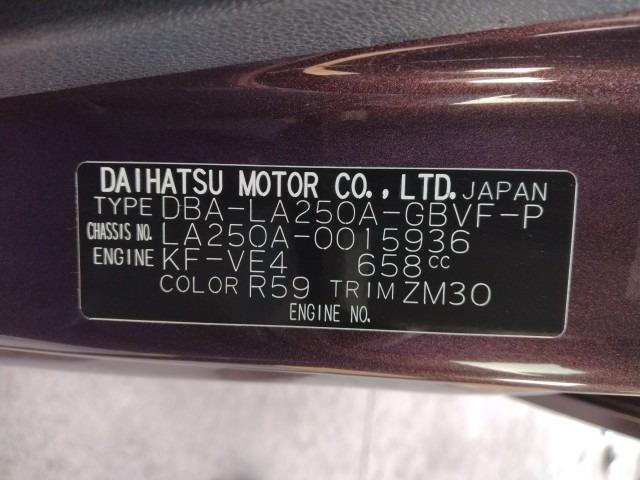 DAIHATSU MOTOR CO., LTD. JAPAN
TYPE DBA-LA250A-GBVF-P
CHASSIS NO. LA250A-0015936
ENGINE KF-VE4 658cc
COLOR R59 TRIM ZM30
ENGINE NO.